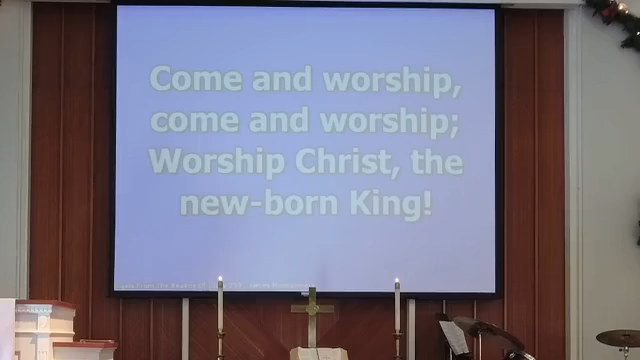 Come and worship,
come and worship;
Worship Christ, the
new-born King!